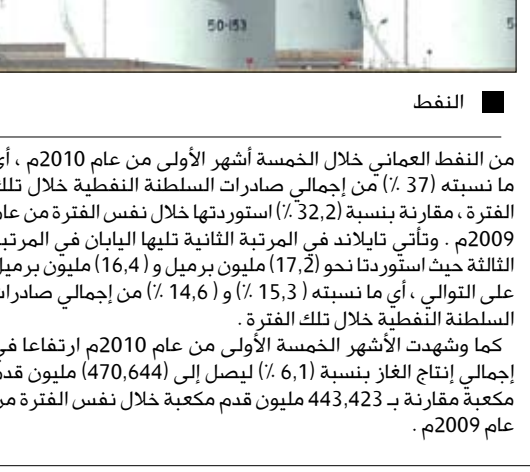 50-153
5
النفط
من النفط العماني خلال الخمسة أشهر الأولى من عام 2010م ، أي
ما نسبته (37 ٪) من إجمالي صادرات السلطنة النفطية خلال تلك
الفترة ، مقارنة بنسبة (32,2 ٪) استوردتها خلال نفس الفترة من عام
2009م . وتأتي تايلاند في المرتبة الثانية تليها اليابان في المرتبة
الثالثة حيث استوردتا نحو (17,2) مليون برميل و (16,4) مليون برميل
على التوالي ، أي ما نسبته ( 15,3 ٪) و ( 14,6 ٪) من إجمالي صادرات
السلطنة النفطية خلال تلك الفترة .
كما وشهدت الأشهر الخمسة الأولى من عام 2010م ارتفاعا في
إجمالي إنتاج الغاز بنسبة (6,1 ٪) ليصل إلى (470,644) مليون قدم
مكعبة مقارنة بـ 443,423 مليون قدم مكعبة خلال نفس الفترة من
عام 2009م .